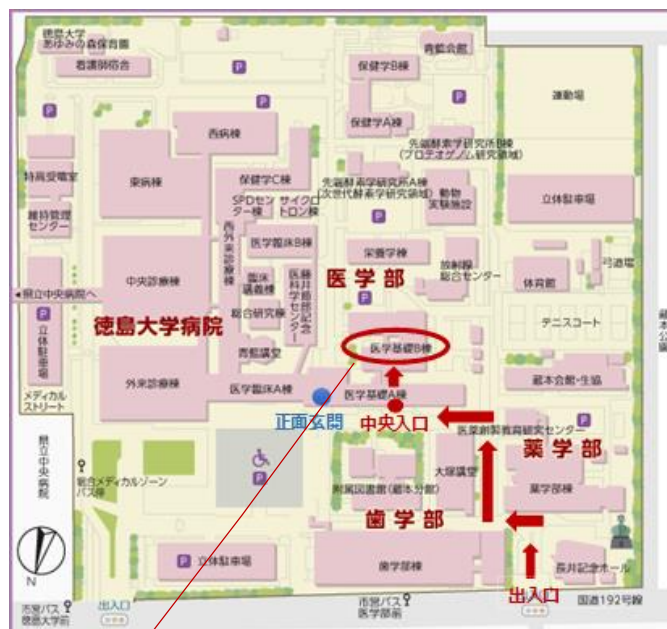 徳島大学
あゆみの森保育園
看護師宿舎
青藍会館
保健学B棟
運動場
西病棟
保健学A棟
先端酵素学研究所B棟
(プロテオゲノム研究領域)
特高受電室
東病棟
保健学C棟
先端酵素学研究所A棟
(次世代酵素学研究領域)
動物
実験施設
立体駐車場
維持管理
センター
SPDセン
ター棟
サイクロ
トロン棟
西外来診療棟
医学臨床B棟
栄養学棟
放射線
総合センター
弓道場
体育館
県立中央病院へ
中央診療棟
臨床
講義棟
藤井節郎記念
医科学センター
医学部
徳島大学病院
総合研究棟
テニスコート
立体駐車場
青藍講堂
医学基礎B棟
メディカル
ストリート
外来診療棟
医学臨床A棟
医学基礎A棟
蔵本会館・生協
蔵本公園
正面玄関
中央入口
医薬創製教育研究センター
薬学部
県立中央病院
総合メディカルゾーン
バス停
附属図書館(蔵本分館)
大塚講堂
薬学部棟
歯学部
N
立体駐車場
歯学部棟
長井記念ホール
出入口
市営バス
徳島大学前
出入口
市営バス
医学部前
国道192号線